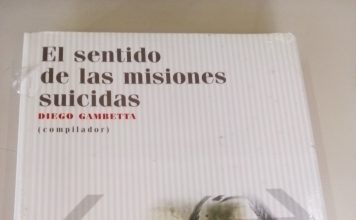 El sentido
de las misiones
suicidas
DIEGO GAMBETTA
(compilador)